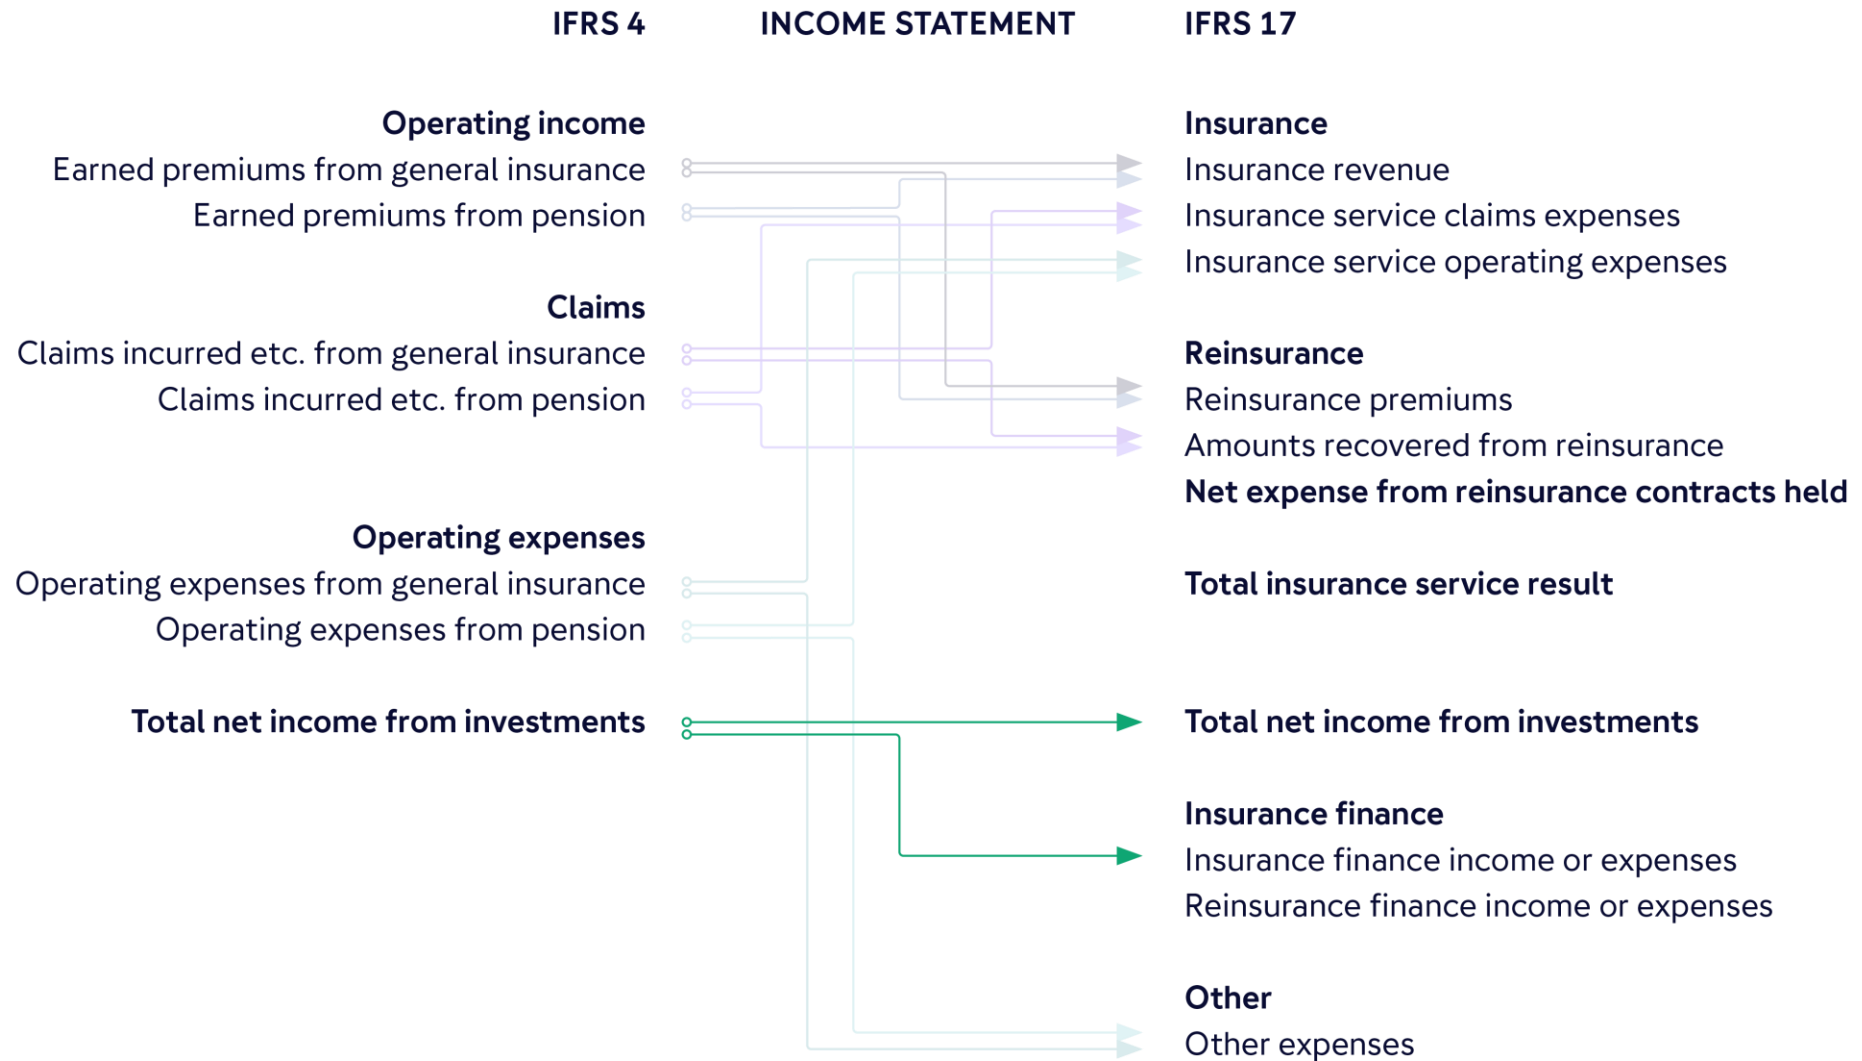 IFRS 4
INCOME STATEMENT
IFRS 17
Operating income
Earned premiums from general insurance
Earned premiums from pension
Claims
Claims incurred etc. from general insurance
Claims incurred etc. from pension
Operating expenses
Operating expenses from general insurance
Operating expenses from pension
Total net income from investments
Insurance
Insurance revenue
Insurance service claims expenses
Insurance service operating expenses
Reinsurance
Reinsurance premiums
Amounts recovered from reinsurance
Net expense from reinsurance contracts held
Total insurance service result
Total net income from investments
Insurance finance
Insurance finance income or expenses
Reinsurance finance income or expenses
Other
Other expenses